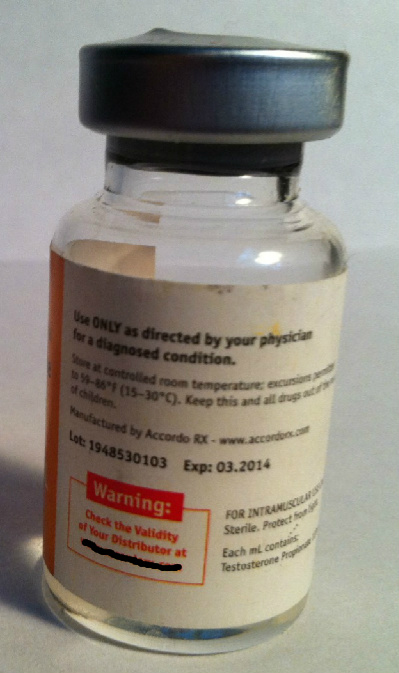 Use ONLY as directed by your physician
for a diagnosed condition.
Store at controlled room temperature; excursions
to 59-86°F (15-30°C). Keep this and all drugs out of the
of children.
Manufactured by Accordo RX - www.accordorx.com
Lot: 1948530103 Exp: 03.2014
Warning:
Check the Validity
of Your Distributor at
FOR INTRAMUSCULAR
Sterile. Protect from light.
Each mL contains:
Testosterone Propionate